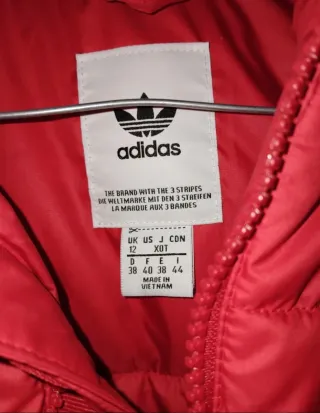 adidas
THE BRAND WITH THE 3 STRIPES
DIE WELTMARKE MIT DEN 3 STREIFEN
LA MARQUE AUX 3 BANDES
UK US J CDN
12 XOT
D F E I
38 40 38 44
MADE IN
VIETNAM